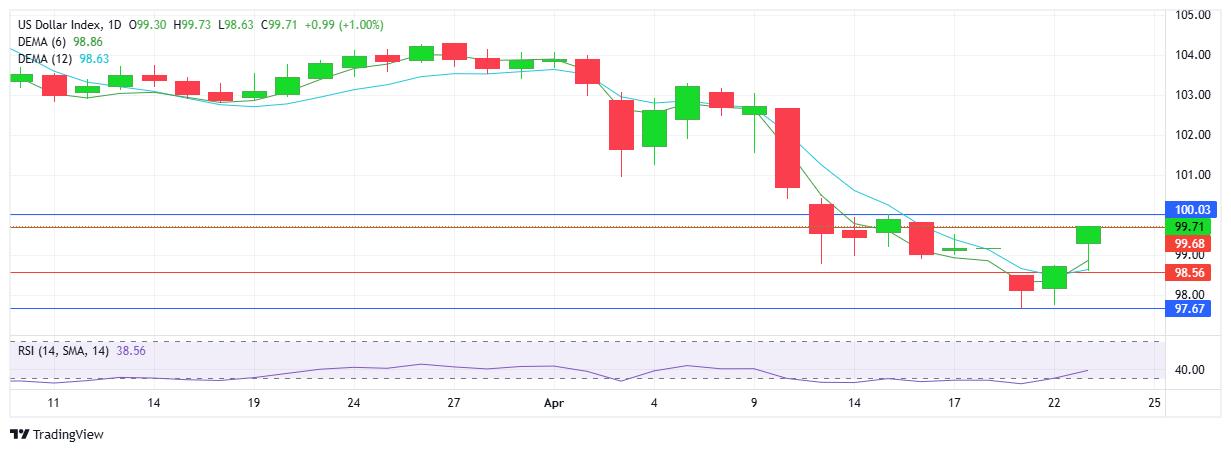 US Dollar Index, 1D O99.30 H99.73 L98.63 C99.71 +0.99 (+1.00%)
DEMA (6) 98.86
DEMA (12) 98.63
105.00
104.00
103.00
102.00
101.00
100.03
99.71
99.68
99.00
98.56
98.00
97.67
RSI (14, SMA, 14) 38.56
40.00
11 14 19 24 27 Apr 4 9 14 17 22 25
TradingView